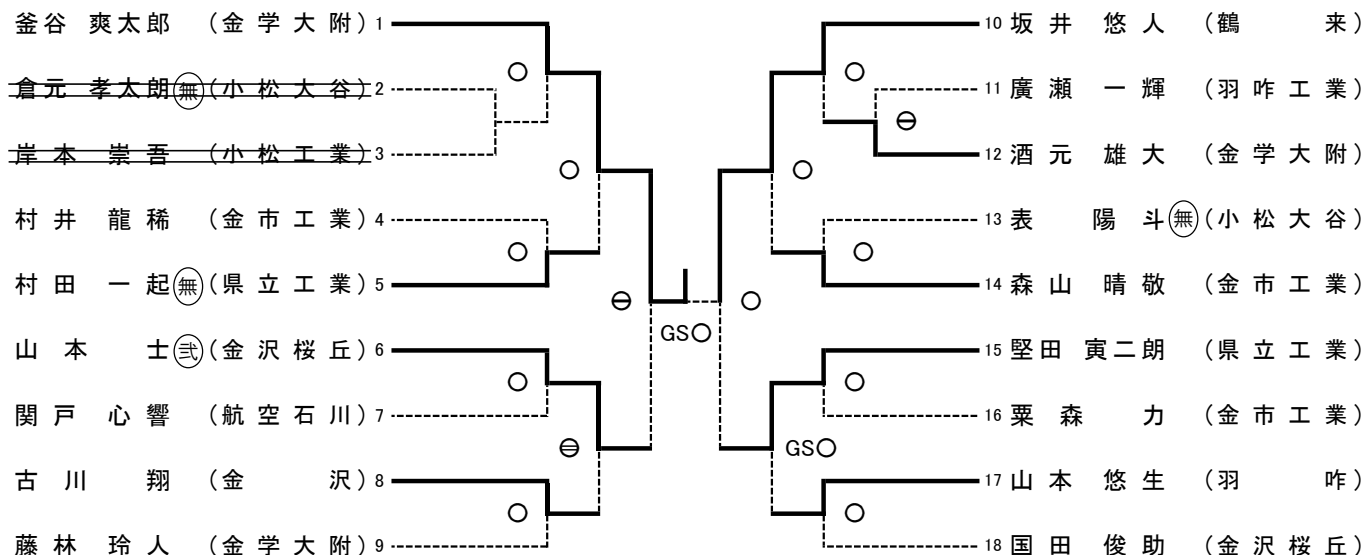 釜谷 爽太郎 (金学大附) 1
倉元 孝太朗 無 (小松大谷) 2
岸本 崇吾 (小松工業) 3
村井 龍稀 (金市工業) 4
村田 一起 無 (県立工業) 5
山本 士 弐 (金沢桜丘) 6
関戸 心響 (航空石川) 7
古川 翔 (金沢) 8
藤林 玲人 (金学大附) 9
GS○
10 坂井 悠人 (鶴来)
11 廣瀬 一輝 (羽咋工業)
12 酒元 雄大 (金学大附)
13 表 陽斗 無 (小松大谷)
14 森山 晴敬 (金市工業)
15 堅田 寅二朗 (県立工業)
16 粟森 力 (金市工業)
GS○
17 山本 悠生 (羽咋)
18 国田 俊助 (金沢桜丘)